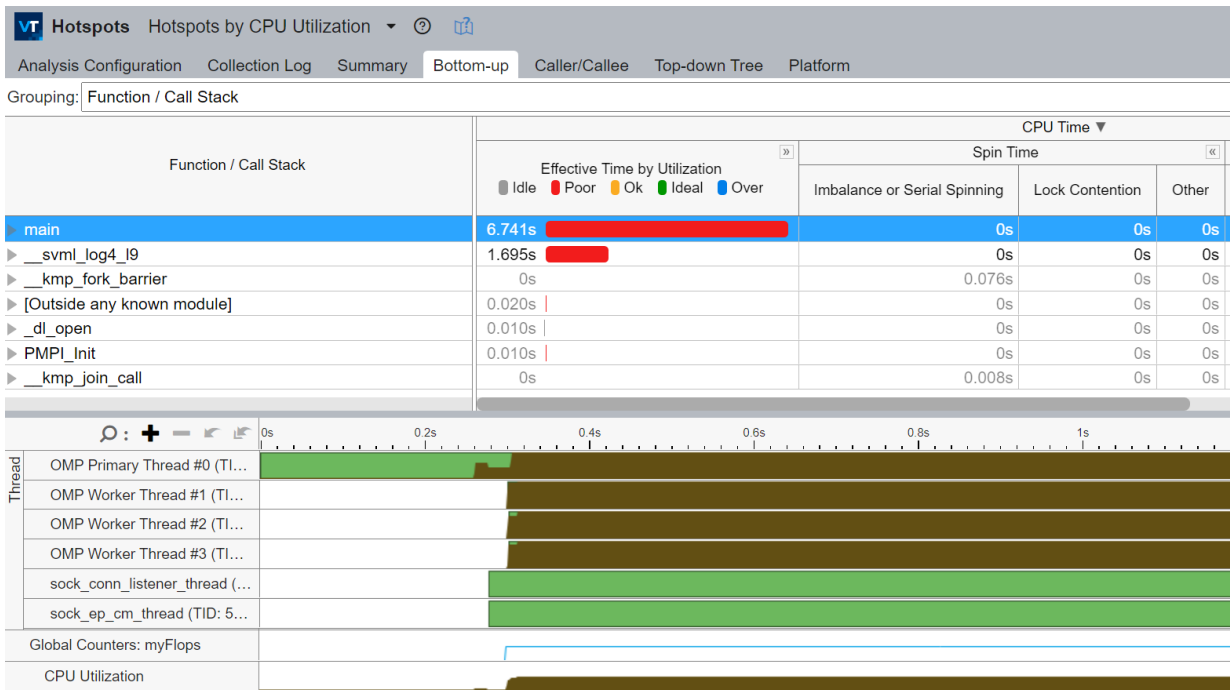 VT Hotspots Hotspots by CPU Utilization
Analysis Configuration Collection Log Summary Bottom-up Caller/Callee Top-down Tree Platform
Grouping: Function / Call Stack
CPU Time ▼
Function / Call Stack
Effective Time by Utilization
Idle Poor Ok Ideal Over
»
Spin Time
«
Imbalance or Serial Spinning Lock Contention Other
main 6.741s 0s 0s 0s
__svml_log4_l9 1.695s 0s 0s 0s
__kmp_fork_barrier 0s 0.076s 0s 0s
[Outside any known module] 0.020s 0s 0s 0s
_dl_open 0.010s 0s 0s 0s
PMPI_Init 0.010s 0s 0s 0s
__kmp_join_call 0s 0.008s 0s 0s
0s 0.2s 0.4s 0.6s 0.8s 1s
Thread
OMP Primary Thread #0 (TI...
OMP Worker Thread #1 (TI...
OMP Worker Thread #2 (TI...
OMP Worker Thread #3 (TI...
sock_conn_listener_thread (...
sock_ep_cm_thread (TID: 5...
Global Counters: myFlops
CPU Utilization